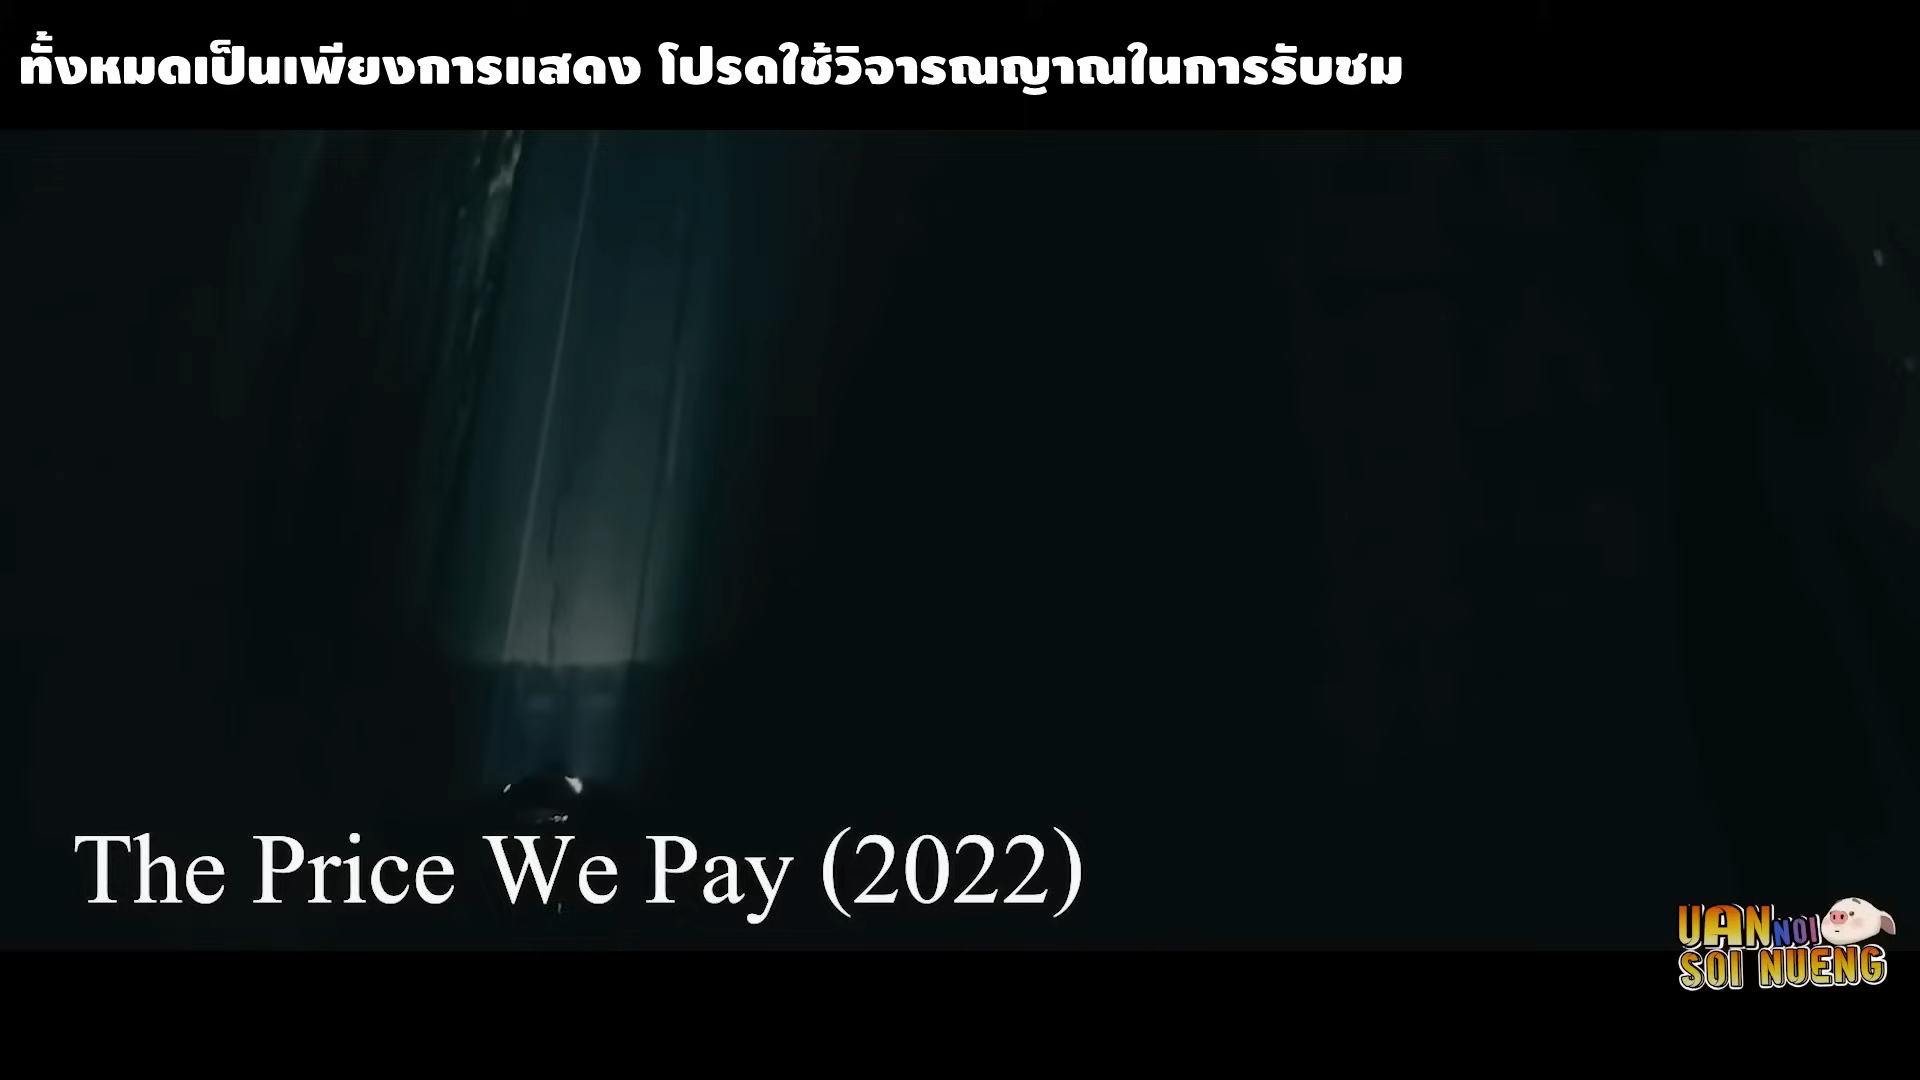 ทั้งหมดเป็นเพียงการแสดง โปรดใช้วิจารณญาณในการรับชม
The Price We Pay (2022)
UAN NOI
SOI NUENG